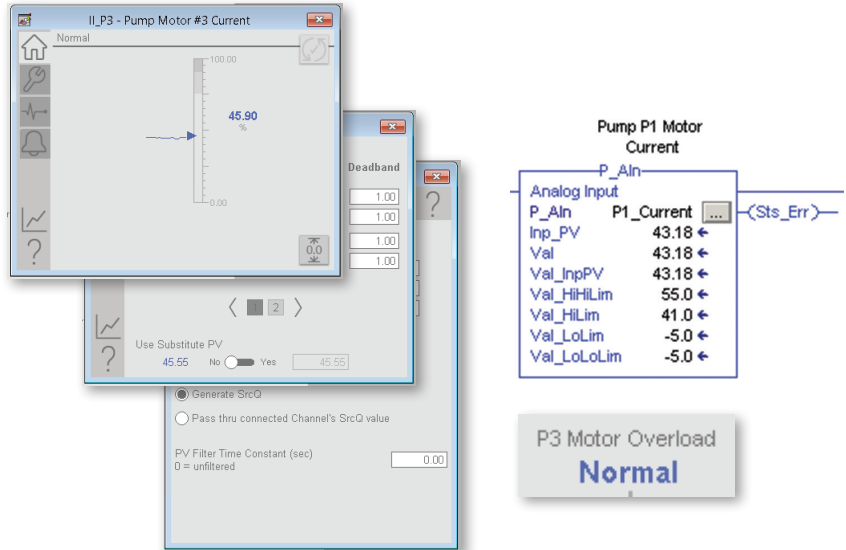 II_P3 - Pump Motor #3 Current
Normal
100.00
45.90
%
0.00
0.0
?
Deadband
1.00
1.00
1.00
1.00
1 2
Use Substitute PV
45.55 No Yes 45.55
?
?
Generate SrcQ
Pass thru connected Channel's SrcQ value
PV Filter Time Constant (sec)
0 = unfiltered
0.00
Pump P1 Motor
Current
P_AIn
Analog Input
P_AIn P1_Current ... (Sts_Err)
Inp_PV 43.18
Val 43.18
Val_InpPV 43.18
Val_HiHiLim 55.0
Val_HiLim 41.0
Val_LoLim -5.0
Val_LoLoLim -5.0
P3 Motor Overload
Normal